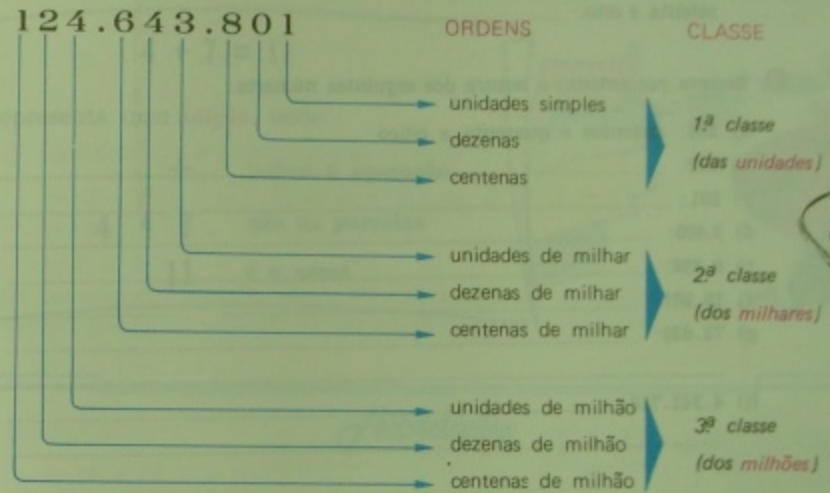 124.643.801 ORDENS CLASSE
unidades simples
dezenas
centenas
1ª classe
(das unidades)
unidades de milhar
dezenas de milhar
centenas de milhar
2ª classe
(dos milhares)
unidades de milhão
dezenas de milhão
centenas de milhão
3ª classe
(dos milhões)